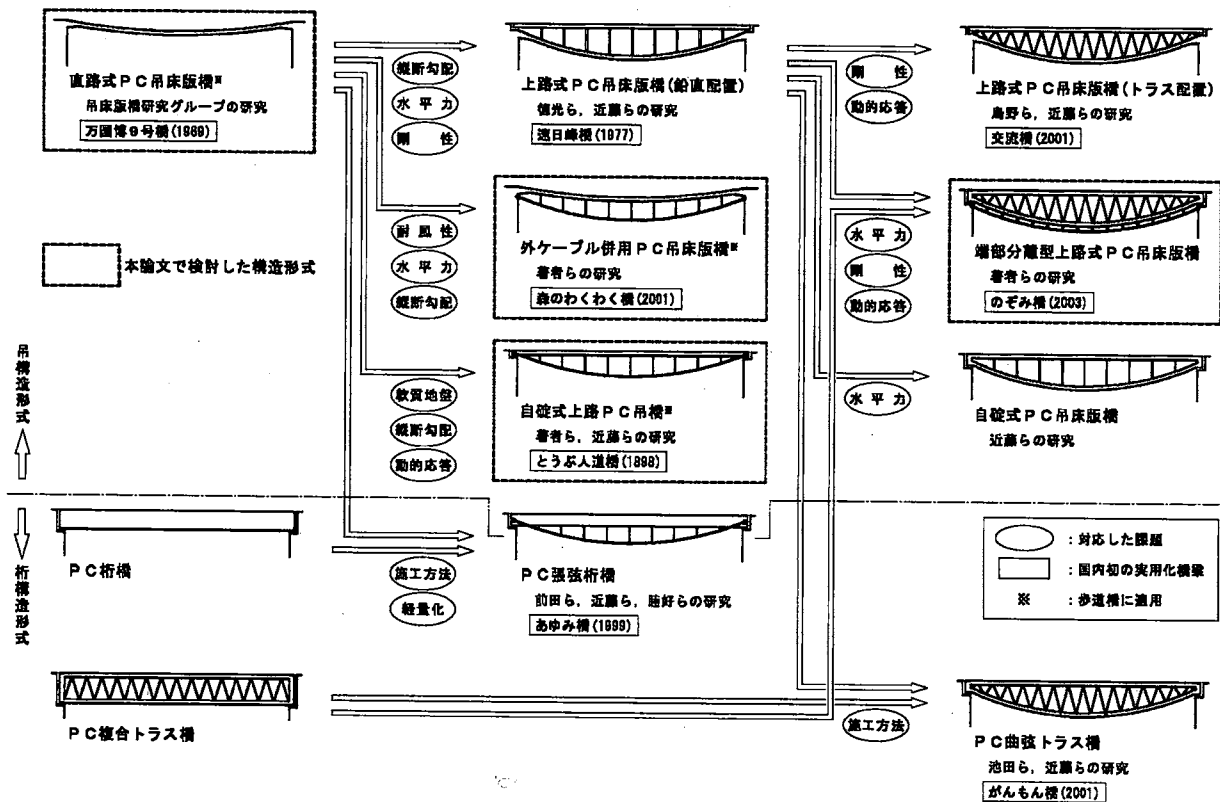 直路式PC吊床版橋※
吊床版橋研究グループの研究
万国博9号橋(1969)
縦断勾配
水平力
剛性
上路式PC吊床版橋(鉛直配置)
徳光ら，近藤らの研究
速日峰橋(1977)
剛性
動的応答
上路式PC吊床版橋(トラス配置)
鳥野ら，近藤らの研究
交流橋(2001)
本論文で検討した構造形式
耐風性
水平力
縦断勾配
外ケーブル併用PC吊床版橋※
著者らの研究
森のわくわく橋(2001)
水平力
剛性
動的応答
端部分離型上路式PC吊床版橋
著者らの研究
のぞみ橋(2003)
吊構造形式
軟質地盤
縦断勾配
動的応答
自碇式上路PC吊橋※
著者ら，近藤らの研究
とうぶ人道橋(1998)
水平力
自碇式PC吊床版橋
近藤らの研究
桁構造形式
PC桁橋
施工方法
軽量化
PC張弦桁橋
前田ら，近藤ら，勝好らの研究
あゆみ橋(1999)
：対応した課題
：国内初の実用化橋梁
※：歩道橋に適用
PC複合トラス橋
施工方法
PC曲弦トラス橋
池田ら，近藤らの研究
がんもん橋(2001)